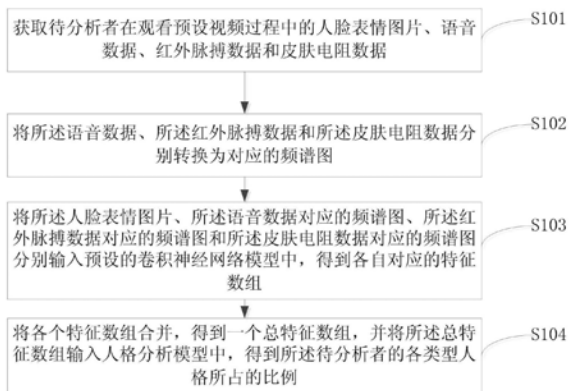 获取待分析者在观看预设视频过程中的人脸表情图片、语音
数据、红外脉搏数据和皮肤电阻数据
S101
将所述语音数据、所述红外脉搏数据和所述皮肤电阻数据分
别转换为对应的频谱图
S102
将所述人脸表情图片、所述语音数据对应的频谱图、所述红
外脉搏数据对应的频谱图和所述皮肤电阻数据对应的频谱图
分别输入预设的卷积神经网络模型中，得到各自对应的特征
数组
S103
将各个特征数组合并，得到一个总特征数组，并将所述总特
征数组输入人格分析模型中，得到所述待分析者的各类型人
格所占的比例
S104